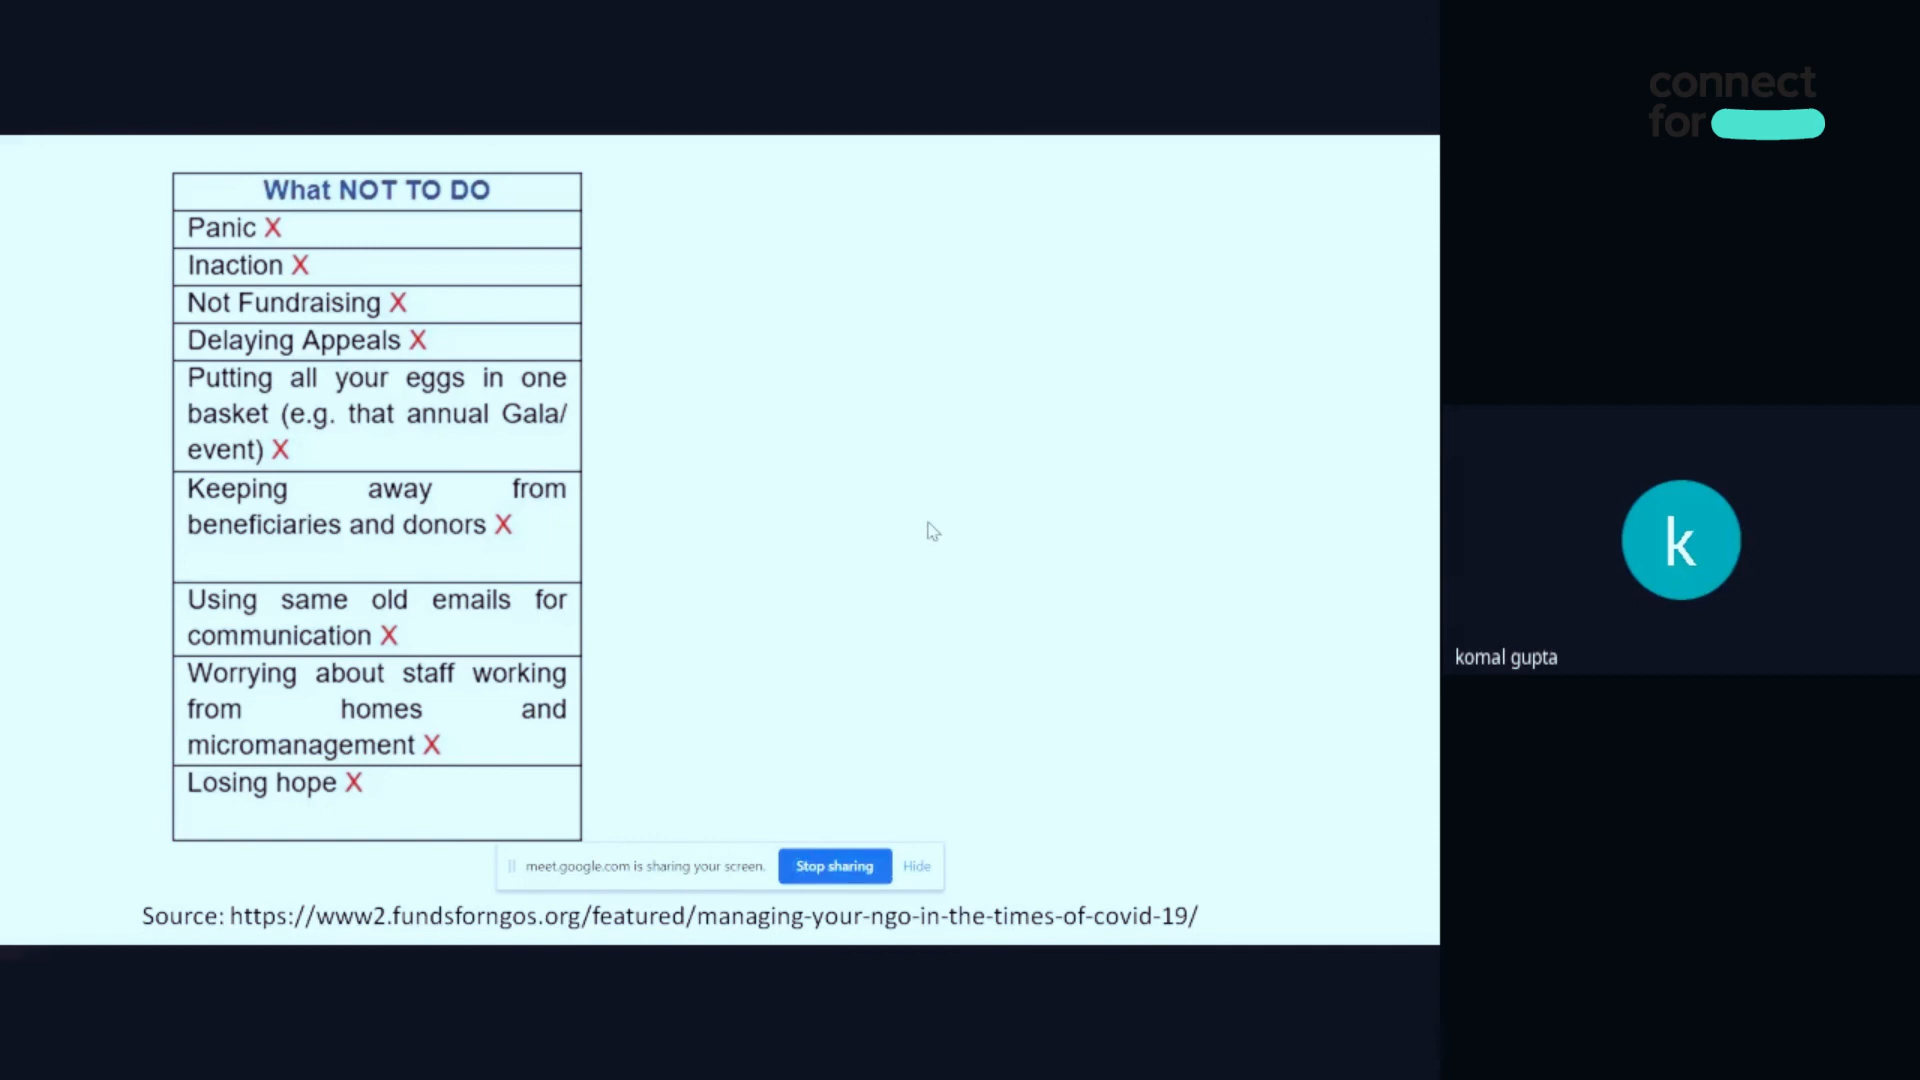 connect
for
What NOT TO DO
Panic X
Inaction X
Not Fundraising X
Delaying Appeals X
Putting all your eggs in one
basket (e.g. that annual Gala/
event) X
Keeping away from
beneficiaries and donors X
Using same old emails for
communication X
Worrying about staff working
from homes and
micromanagement X
Losing hope X
meet.google.com is sharing your screen.
Stop sharing
Hide
Source: https://www2.fundsforngos.org/featured/managing-your-ngo-in-the-times-of-covid-19/
k
komal gupta